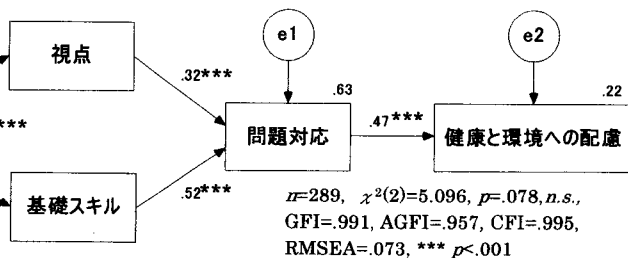 e1
e2
視点
.32***
.63
.22
***
問題対応
.47***
健康と環境への配慮
.52***
基礎スキル
n=289, χ²(2)=5.096, p=.078, n.s.,
GFI=.991, AGFI=.957, CFI=.995,
RMSEA=.073, *** p<.001